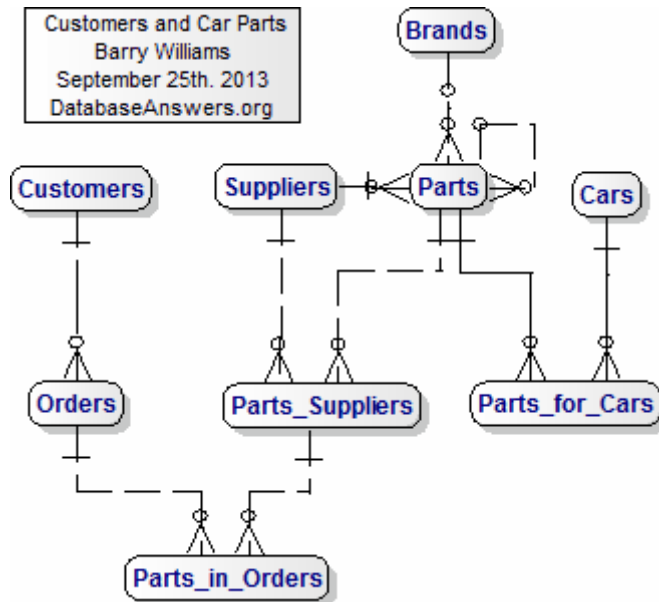 Customers and Car Parts
Barry Williams
September 25th. 2013
DatabaseAnswers.org
Brands
Customers
Suppliers
Parts
Cars
Orders
Parts_Suppliers
Parts_for_Cars
Parts_in_Orders